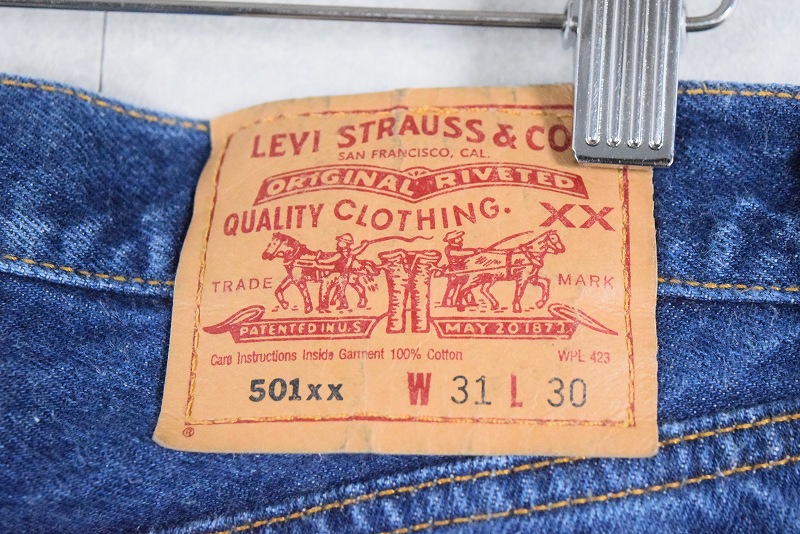 LEVI STRAUSS & CO
SAN FRANCISCO, CAL.
ORIGINAL RIVETED
QUALITY CLOTHING. XX
TRADE MARK
PATENTED IN U.S. MAY 20 1873
Care Instructions Inside Garment 100% Cotton WPL 423
501xx W 31 L 30
®